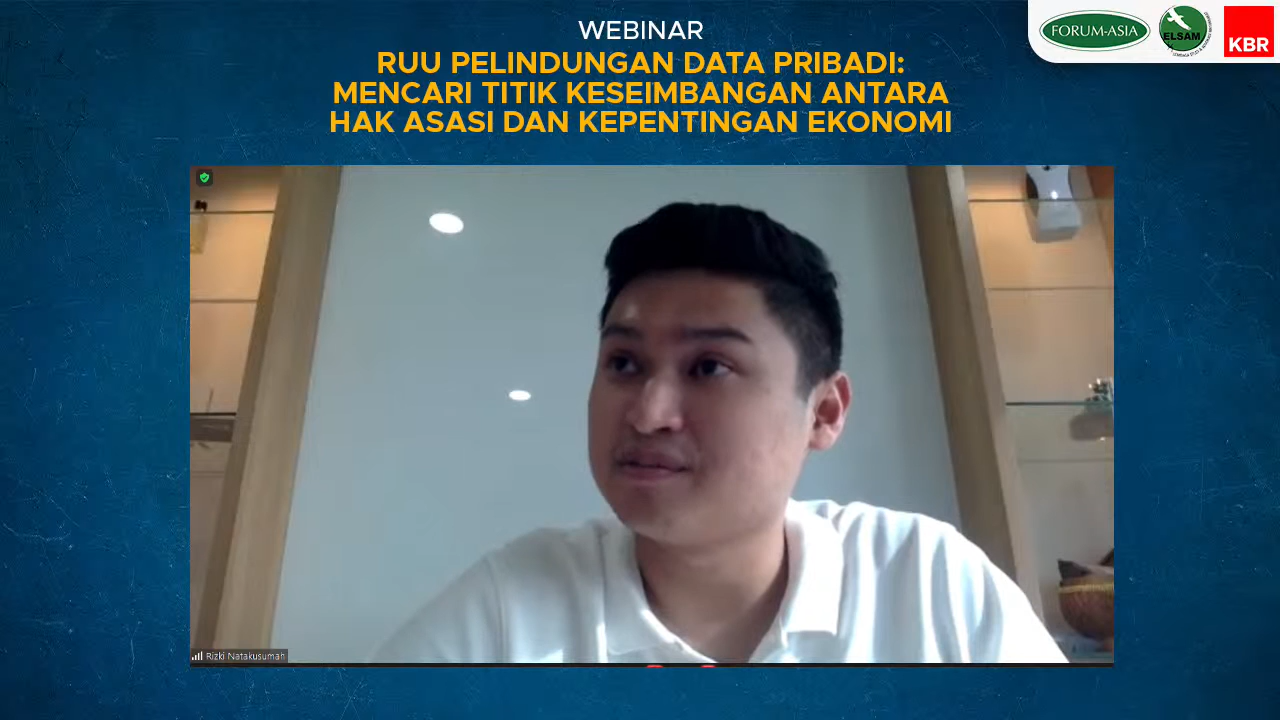 WEBINAR
RUU PELINDUNGAN DATA PRIBADI:
MENCARI TITIK KESEIMBANGAN ANTARA
HAK ASASI DAN KEPENTINGAN EKONOMI
FORUM-ASIA
ELSAM
KBR
Rizki Natakusumah